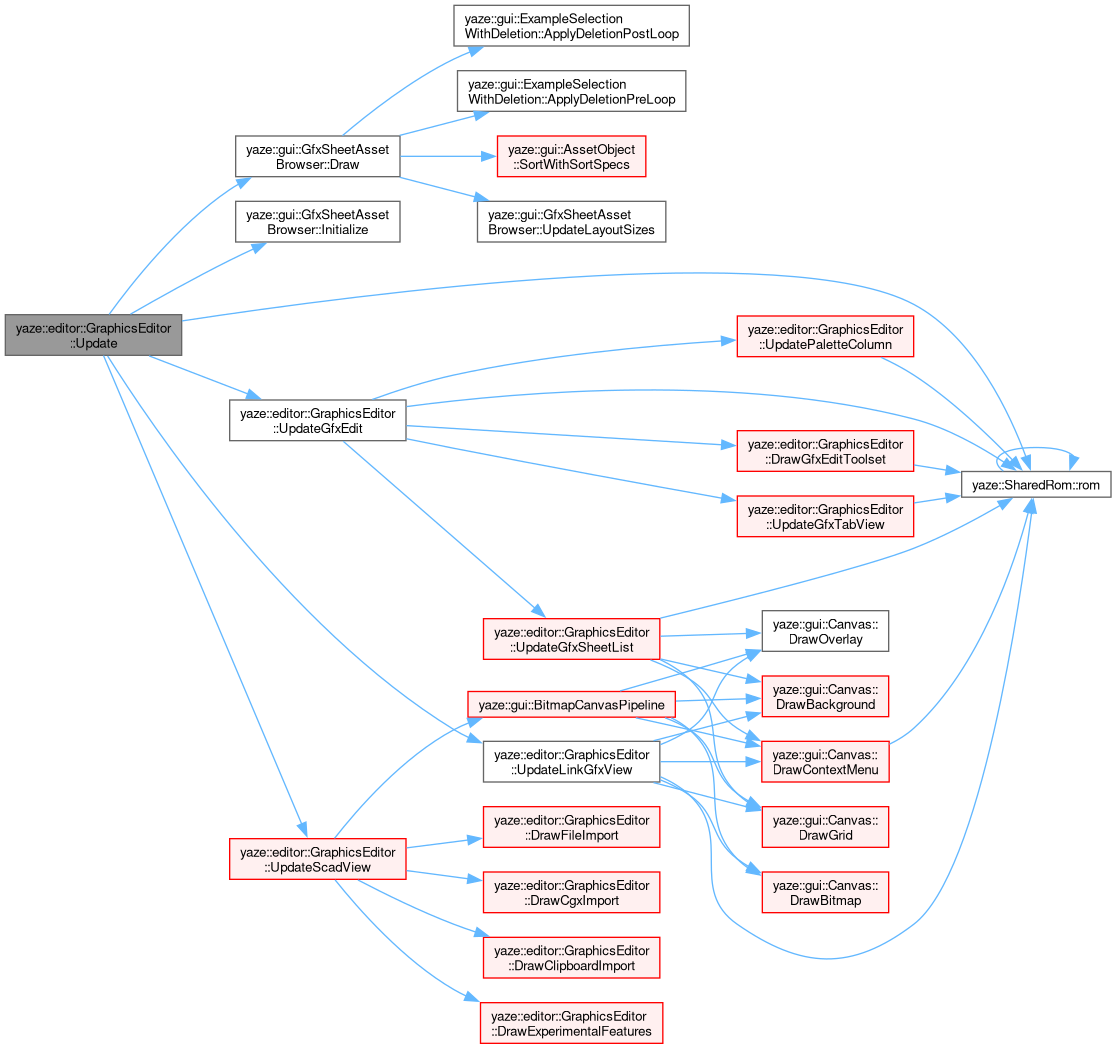 yaze::gui::ExampleSelection
WithDeletion::ApplyDeletionPostLoop
yaze::gui::ExampleSelection
WithDeletion::ApplyDeletionPreLoop
yaze::gui::GfxSheetAsset
Browser::Draw
yaze::gui::AssetObject
::SortWithSortSpecs
yaze::gui::GfxSheetAsset
Browser::Initialize
yaze::gui::GfxSheetAsset
Browser::UpdateLayoutSizes
yaze::editor::GraphicsEditor
::Update
yaze::editor::GraphicsEditor
::UpdatePaletteColumn
yaze::editor::GraphicsEditor
::UpdateGfxEdit
yaze::editor::GraphicsEditor
::DrawGfxEditToolset
yaze::SharedRom::rom
yaze::editor::GraphicsEditor
::UpdateGfxTabView
yaze::editor::GraphicsEditor
::UpdateGfxSheetList
yaze::gui::Canvas::
DrawOverlay
yaze::gui::Canvas::
DrawBackground
yaze::gui::BitmapCanvasPipeline
yaze::editor::GraphicsEditor
::UpdateLinkGfxView
yaze::gui::Canvas::
DrawContextMenu
yaze::editor::GraphicsEditor
::DrawFileImport
yaze::gui::Canvas::
DrawGrid
yaze::editor::GraphicsEditor
::UpdateScadView
yaze::editor::GraphicsEditor
::DrawCgxImport
yaze::gui::Canvas::
DrawBitmap
yaze::editor::GraphicsEditor
::DrawClipboardImport
yaze::editor::GraphicsEditor
::DrawExperimentalFeatures